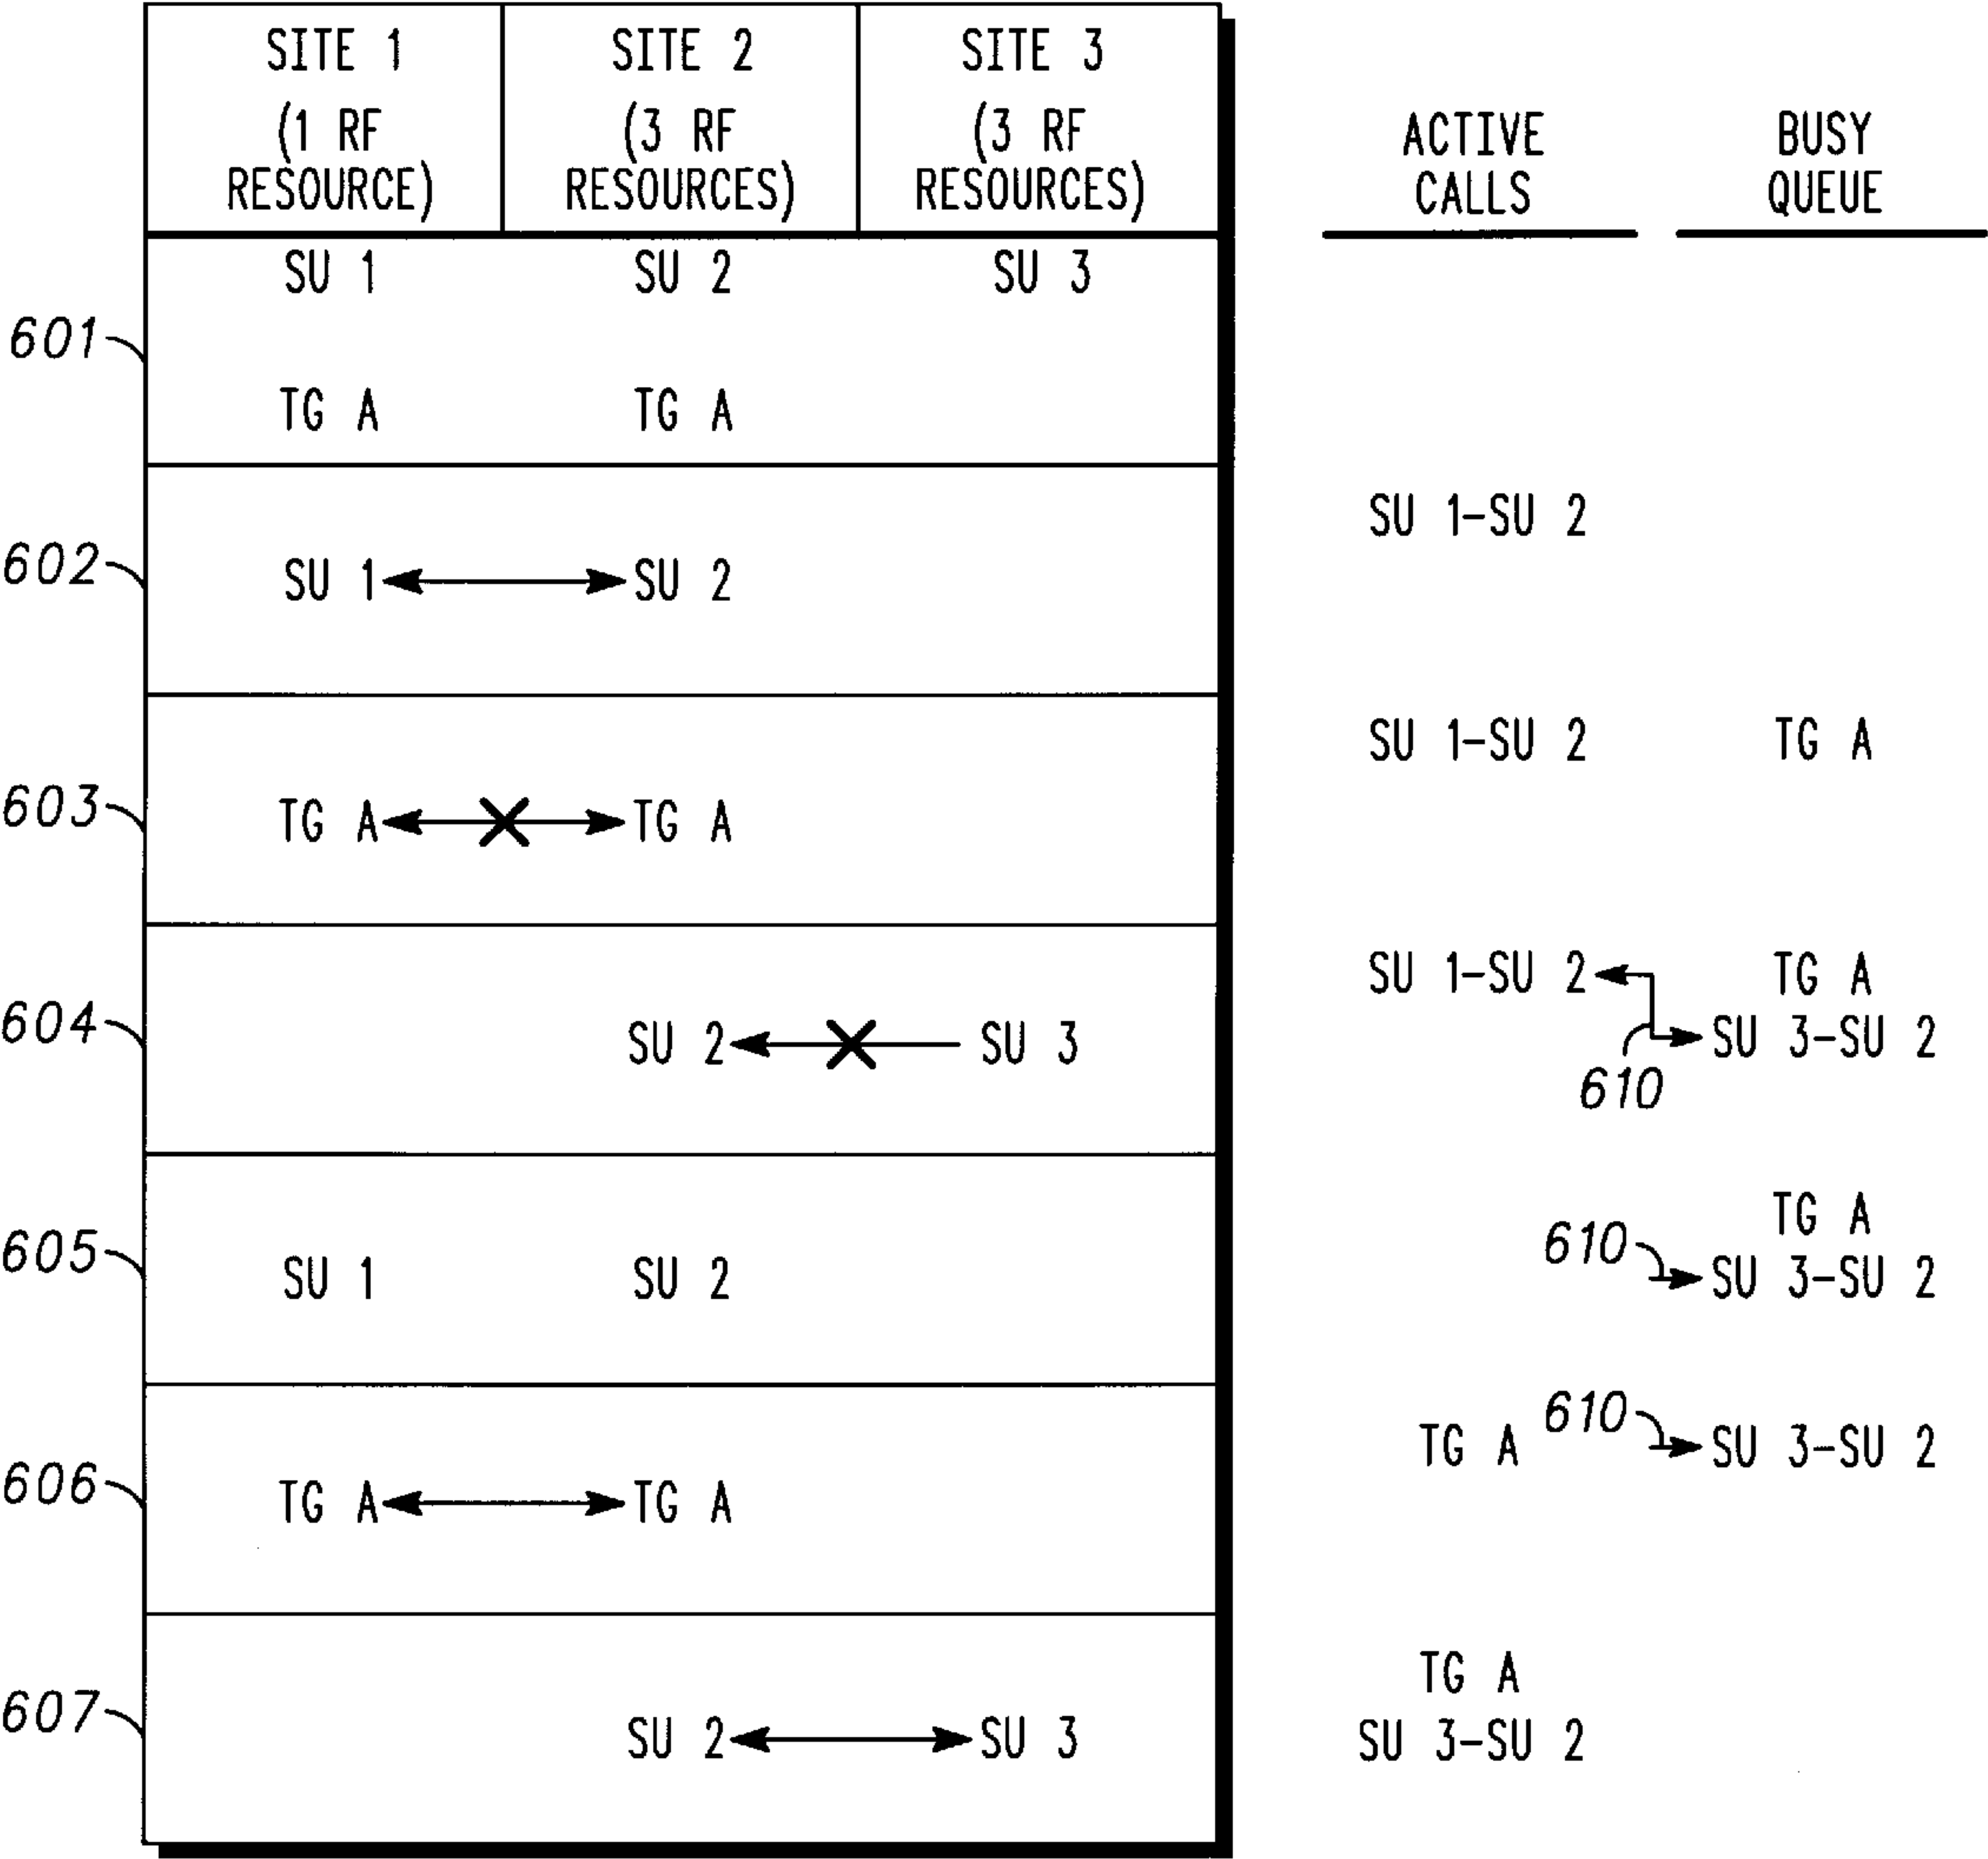 SITE 1 SITE 2 SITE 3
(1 RF (3 RF (3 RF
RESOURCE) RESOURCES) RESOURCES)
ACTIVE BUSY
CALLS QUEUE
SU 1 SU 2 SU 3
601
TG A TG A
SU 1-SU 2
602 SU 1 SU 2
SU 1-SU 2 TG A
603 TG A TG A
SU 1-SU 2 TG A
604 SU 2 SU 3 SU 3-SU 2
610
TG A
605 SU 1 SU 2 610 SU 3-SU 2
TG A 610 SU 3-SU 2
606 TG A TG A
TG A
607 SU 2 SU 3 SU 3-SU 2